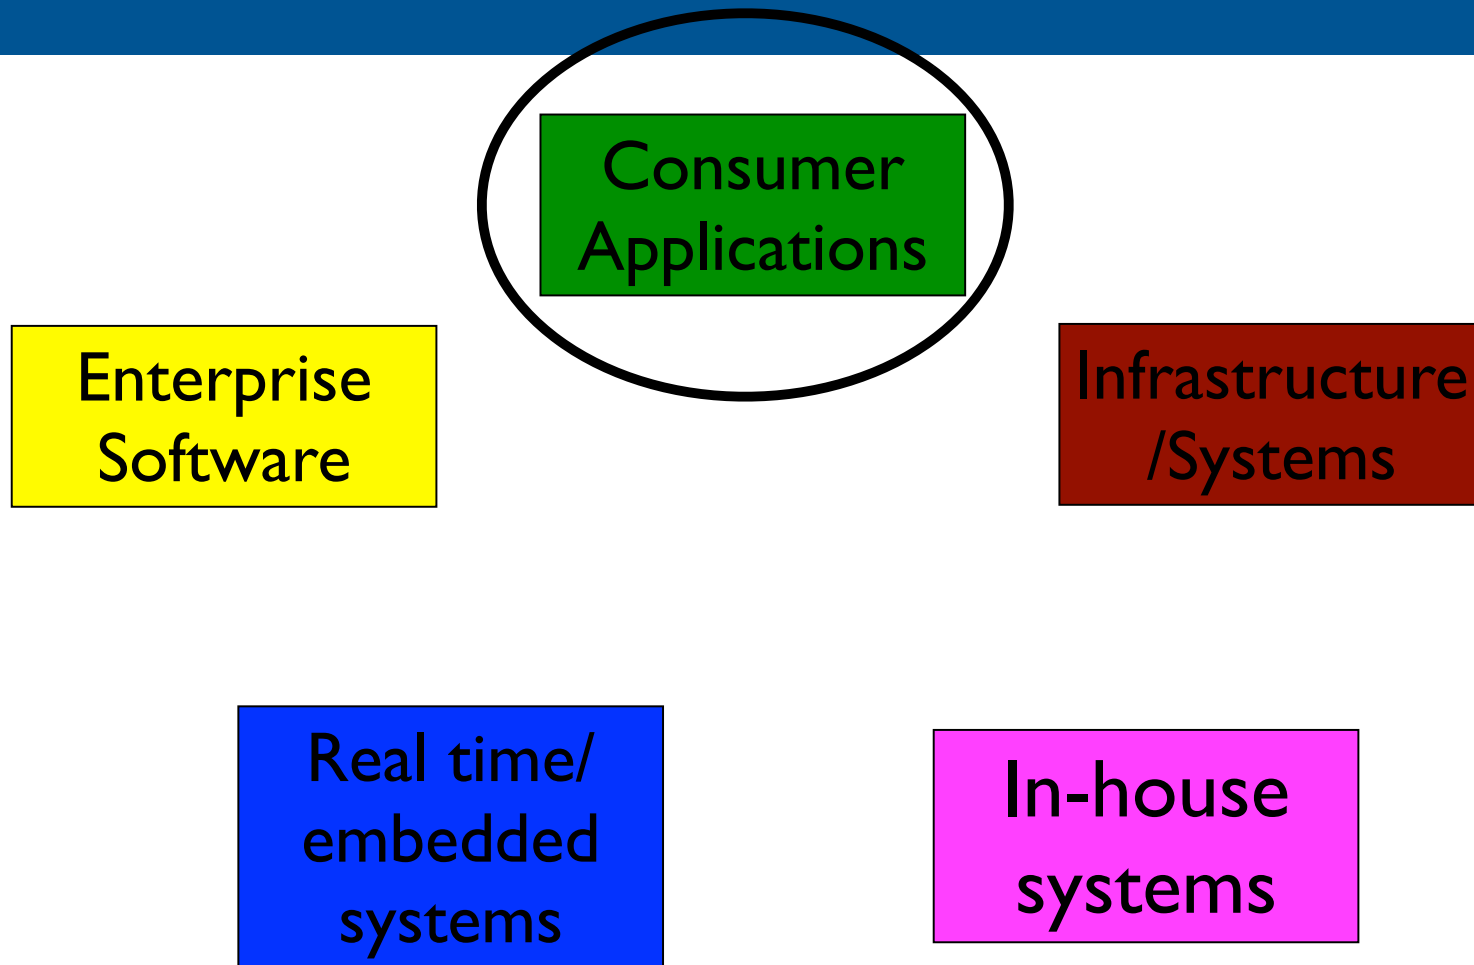 Consumer
Applications
Enterprise
Software
Infrastructure
/Systems
Real time/
embedded
systems
In-house
systems